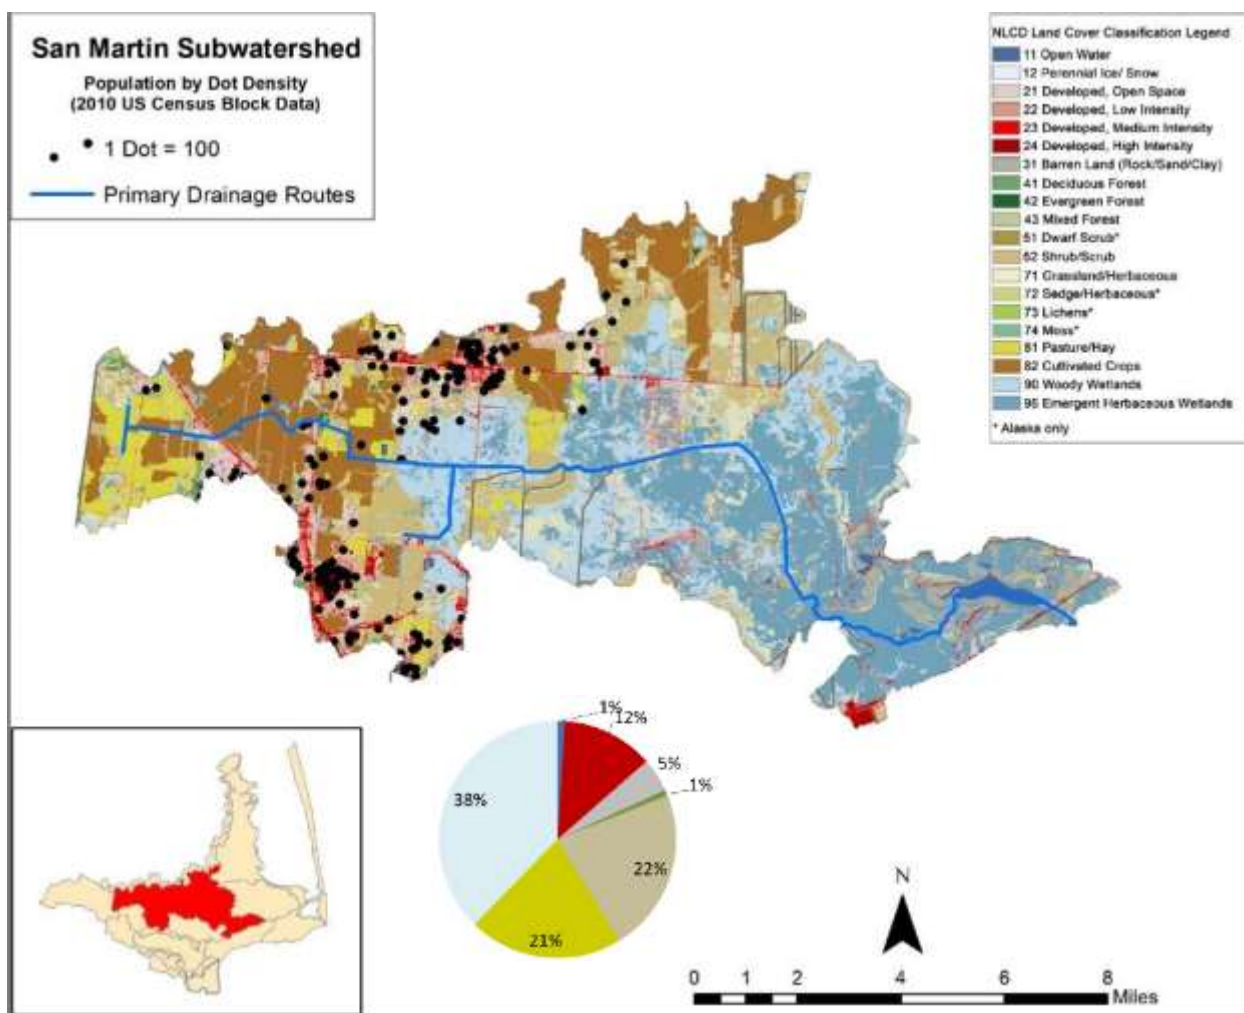 San Martin Subwatershed
Population by Dot Density
(2010 US Census Block Data)
1 Dot = 100
Primary Drainage Routes
NLCD Land Cover Classification Legend
11 Open Water
12 Perennial Ice/ Snow
21 Developed, Open Space
22 Developed, Low Intensity
23 Developed, Medium Intensity
24 Developed, High Intensity
31 Barren Land (Rock/Sand/Clay)
41 Deciduous Forest
42 Evergreen Forest
43 Mixed Forest
51 Dwarf Scrub*
52 Shrub/Scrub
71 Grassland/Herbaceous
72 Sedge/Herbaceous*
73 Lichens*
74 Moss*
81 Pasture/Hay
82 Cultivated Crops
90 Woody Wetlands
95 Emergent Herbaceous Wetlands
* Alaska only
1%
12%
5%
1%
38%
22%
21%
N
0 1 2 4 6 8
Miles